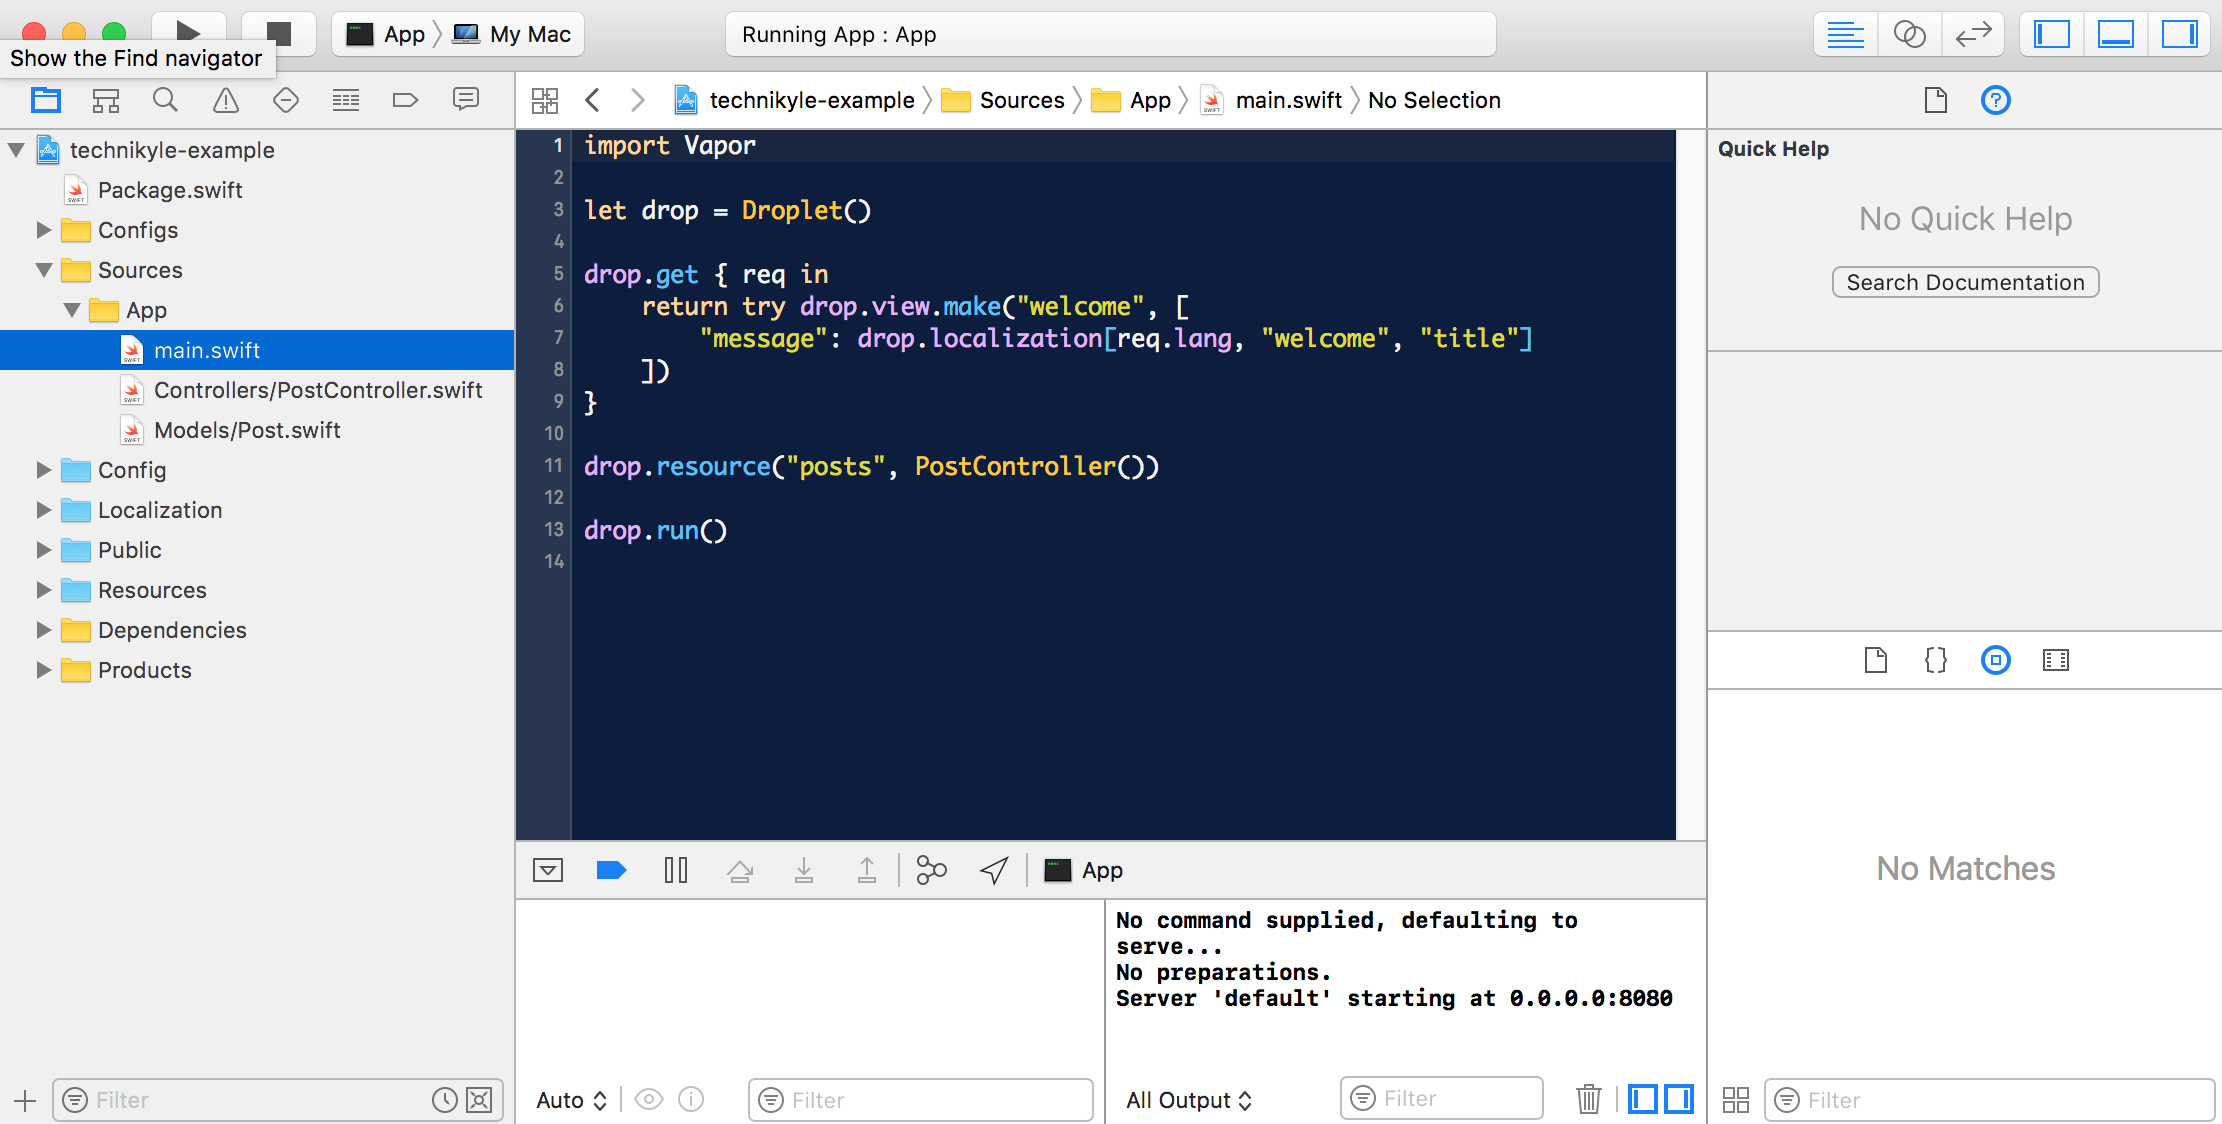 App
My Mac
Running App : App
Show the Find navigator
technikyle-example
Package.swift
Configs
Sources
App
main.swift
Controllers/PostController.swift
Models/Post.swift
Config
Localization
Public
Resources
Dependencies
Products
Filter
technikyle-example
Sources
App
main.swift
No Selection
1 import Vapor
2
3 let drop = Droplet()
4
5 drop.get { req in
6     return try drop.view.make("welcome", [
7         "message": drop.localization[req.lang, "welcome", "title"]
8     ])
9 }
10
11 drop.resource("posts", PostController())
12
13 drop.run()
14
App
Auto
Filter
No command supplied, defaulting to
serve...
No preparations.
Server 'default' starting at 0.0.0.0:8080
All Output
Filter
Quick Help
No Quick Help
Search Documentation
No Matches
Filter